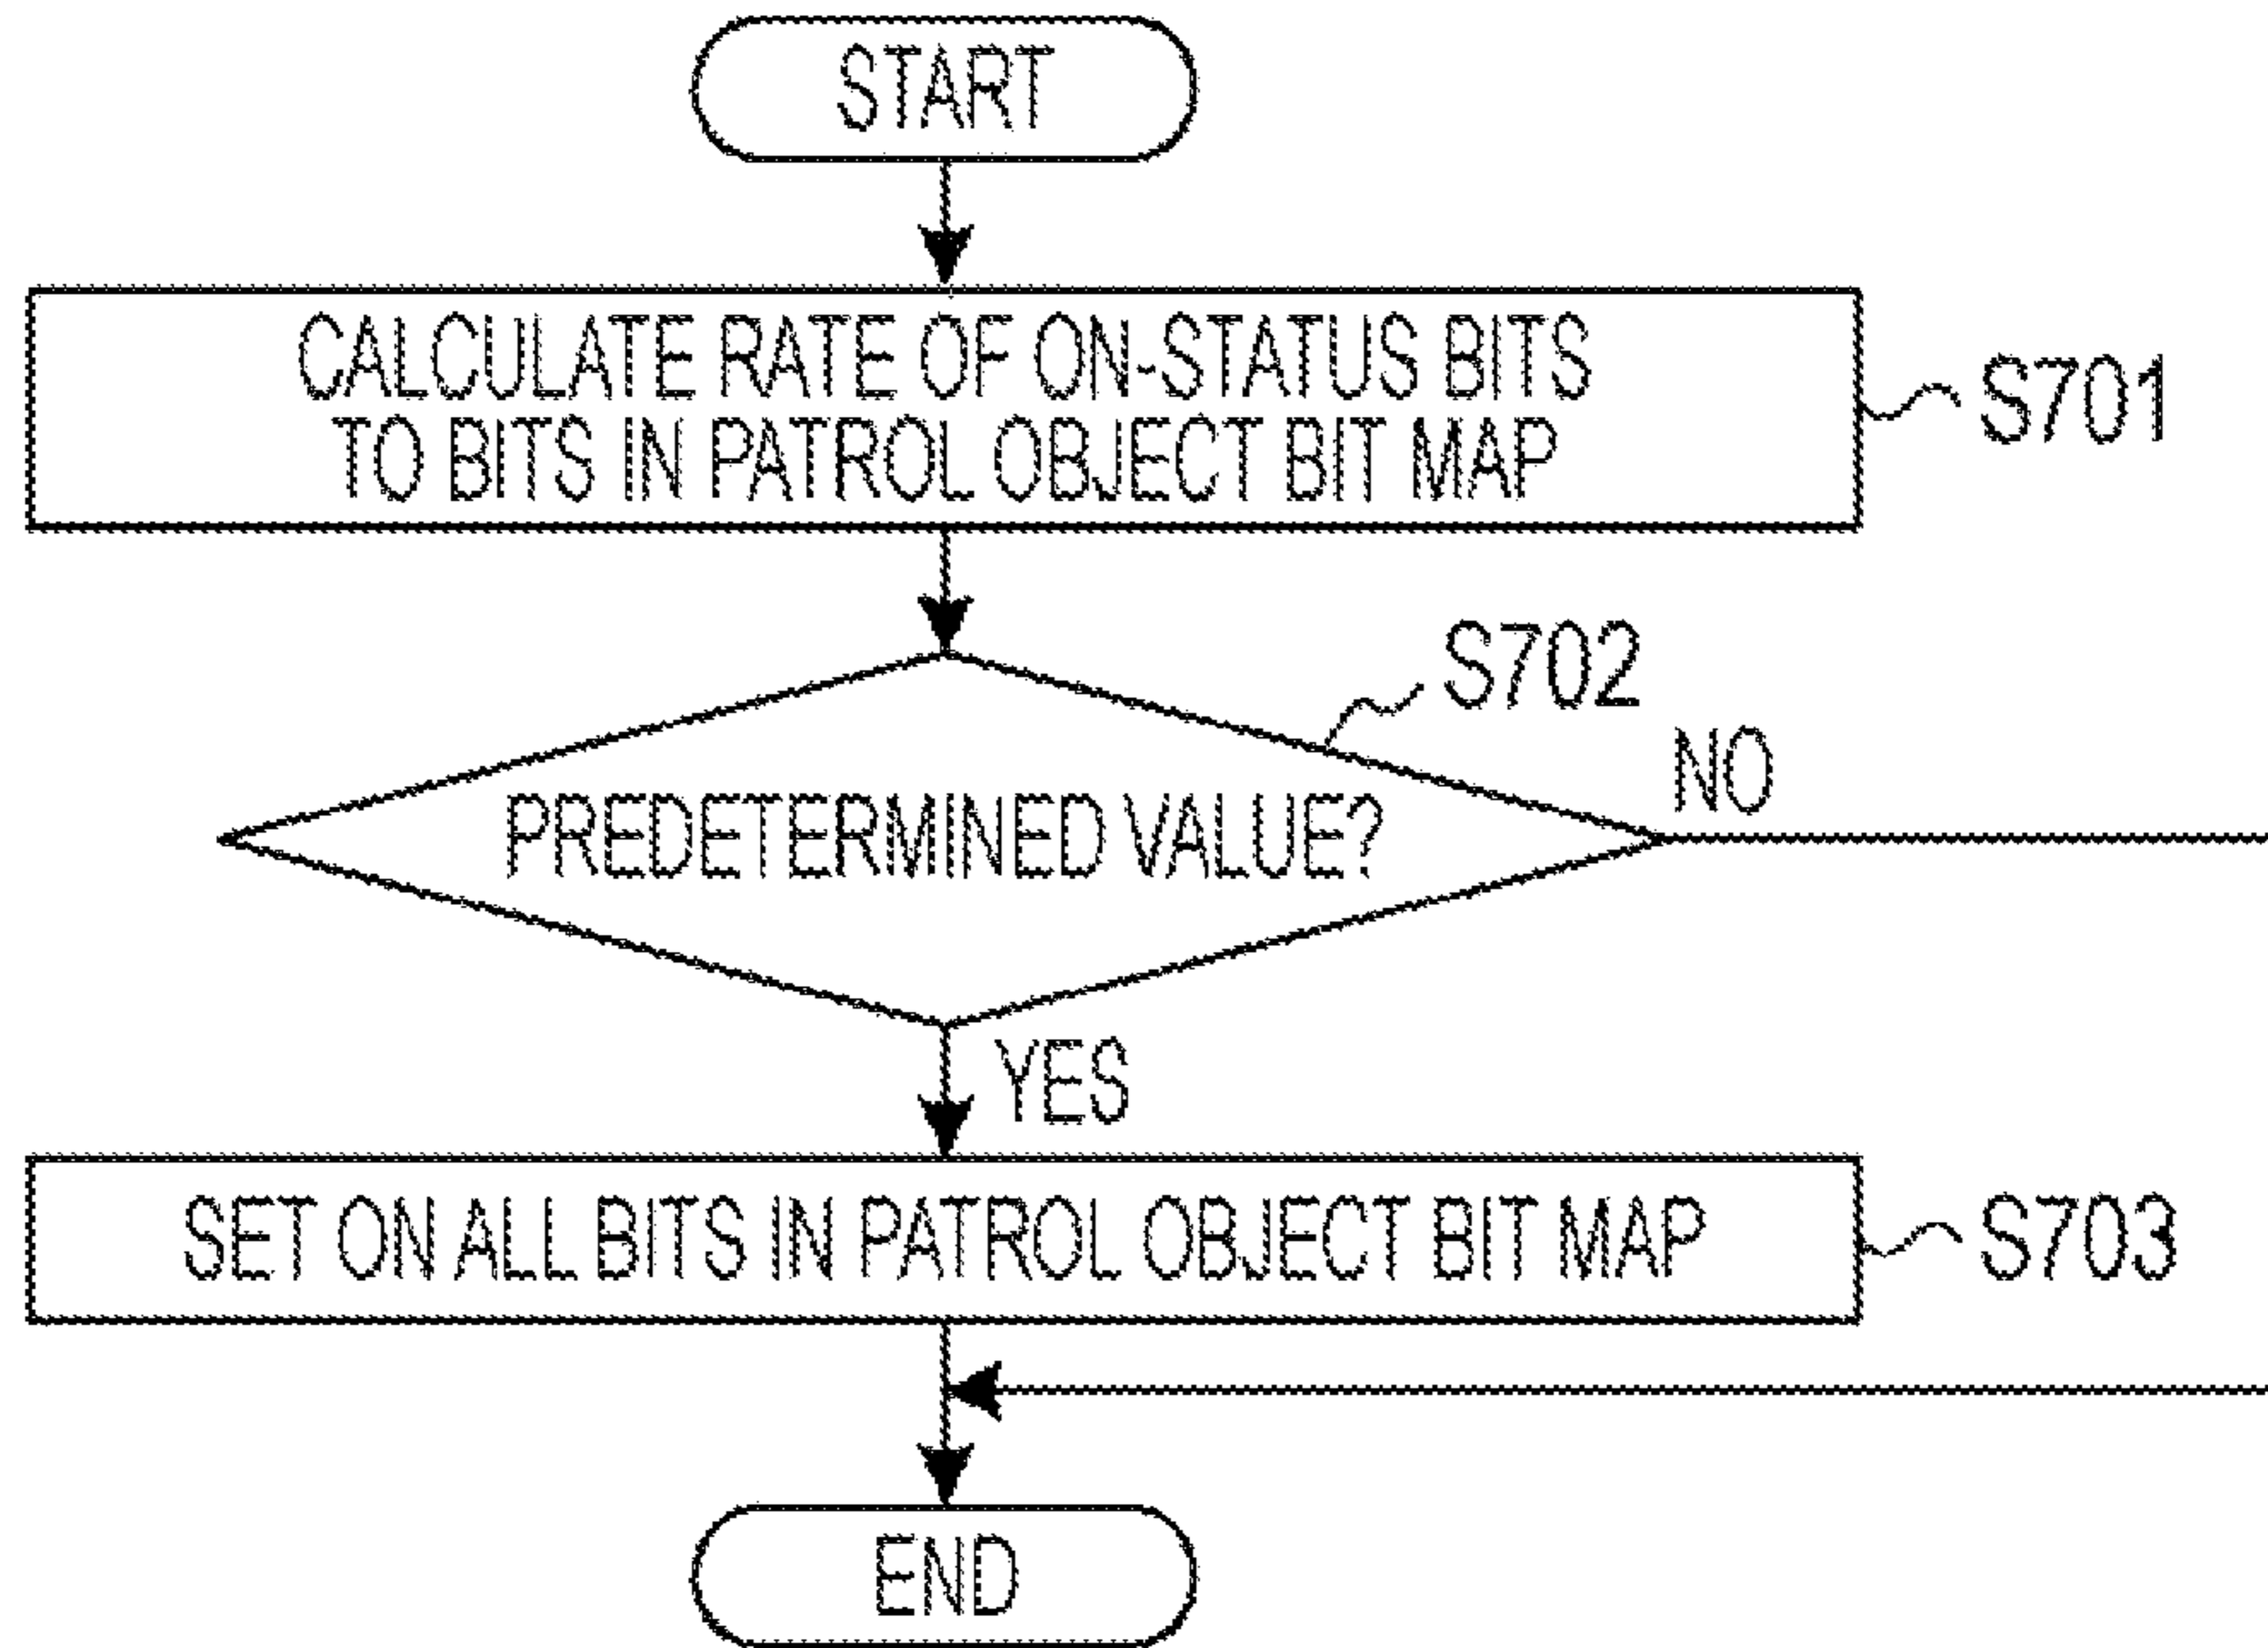 START
CALCULATE RATE OF ON-STATUS BITS
TO BITS IN PATROL OBJECT BIT MAP
S701
S702
NO
PREDETERMINED VALUE?
YES
SET ON ALL BITS IN PATROL OBJECT BIT MAP
S703
END